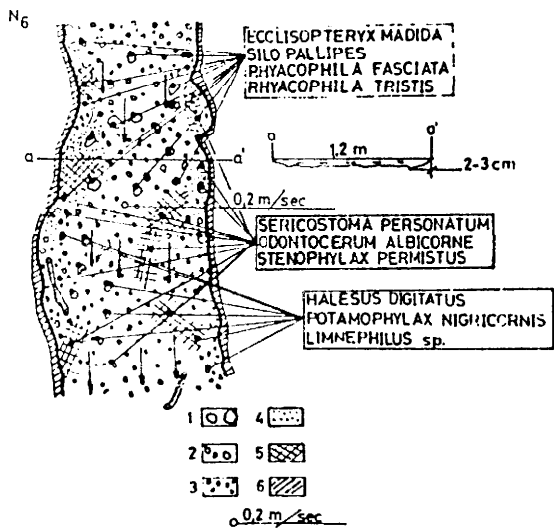 N6
ECCLISOPTERYX MADIDA
SILO PALLIPES
RHYACOPHILA FASCIATA
RHYACOPHILA TRISTIS
a a'
a a'
1,2 m
2-3 cm
0,2 m/sec
SERICOSTOMA PERSONATUM
ODONTOCERUM ALBICORNE
STENOPHYLAX PERMISTUS
HALESUS DIGITATUS
POTAMOPHYLAX NIGRICORNIS
LIMNEPHILUS sp.
1 4
2 5
3 6
0,2 m/sec